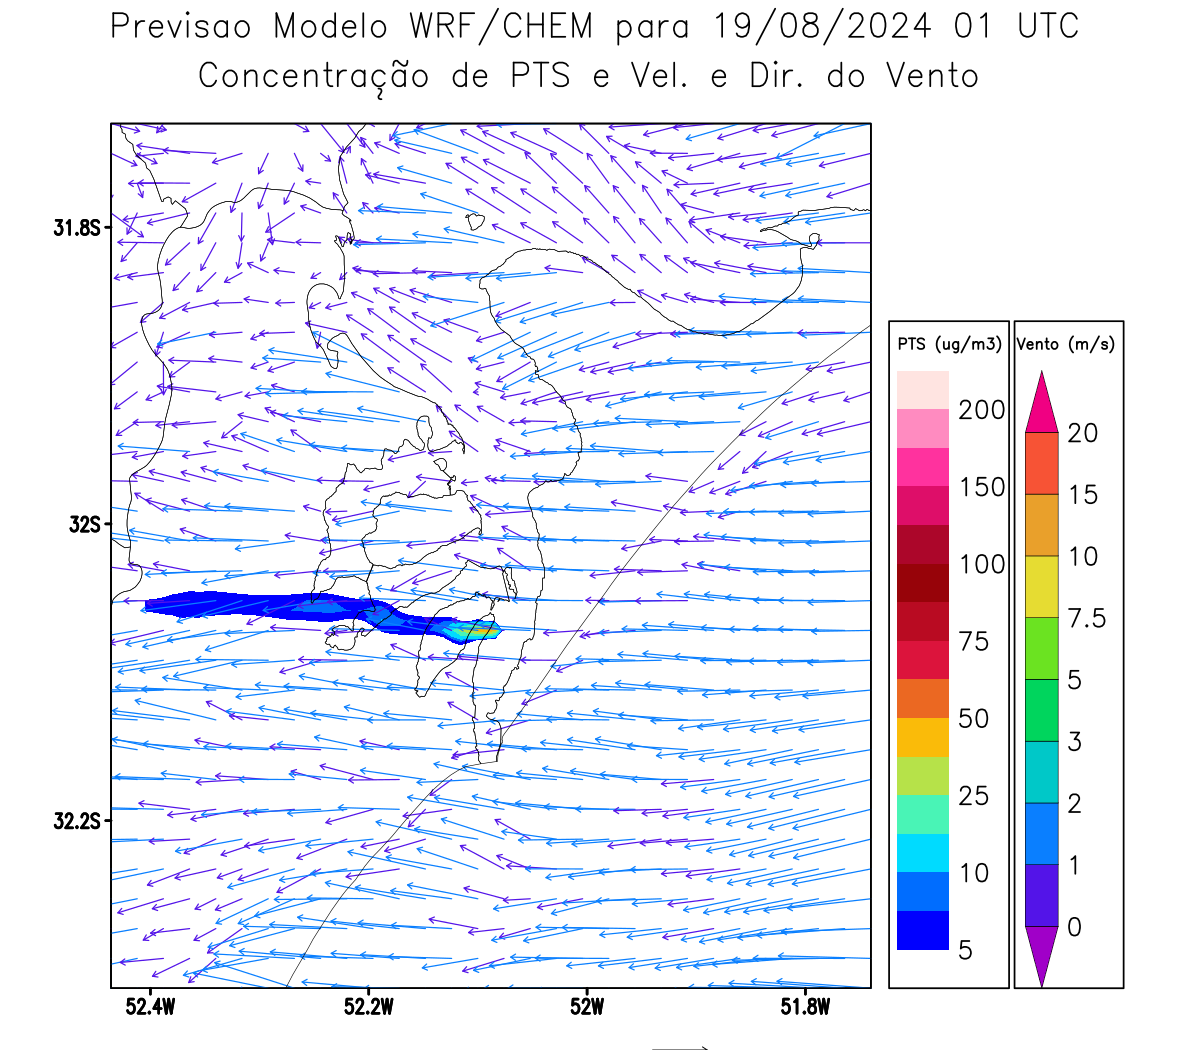 Previsao Modelo WRF/CHEM para 19/08/2024 01 UTC
Concentração de PTS e Vel. e Dir. do Vento
31.8S
32S
32.2S
52.4W 52.2W 52W 51.8W
PTS (ug/m3)
200
150
100
75
50
25
10
5
Vento (m/s)
20
15
10
7.5
5
3
2
1
0